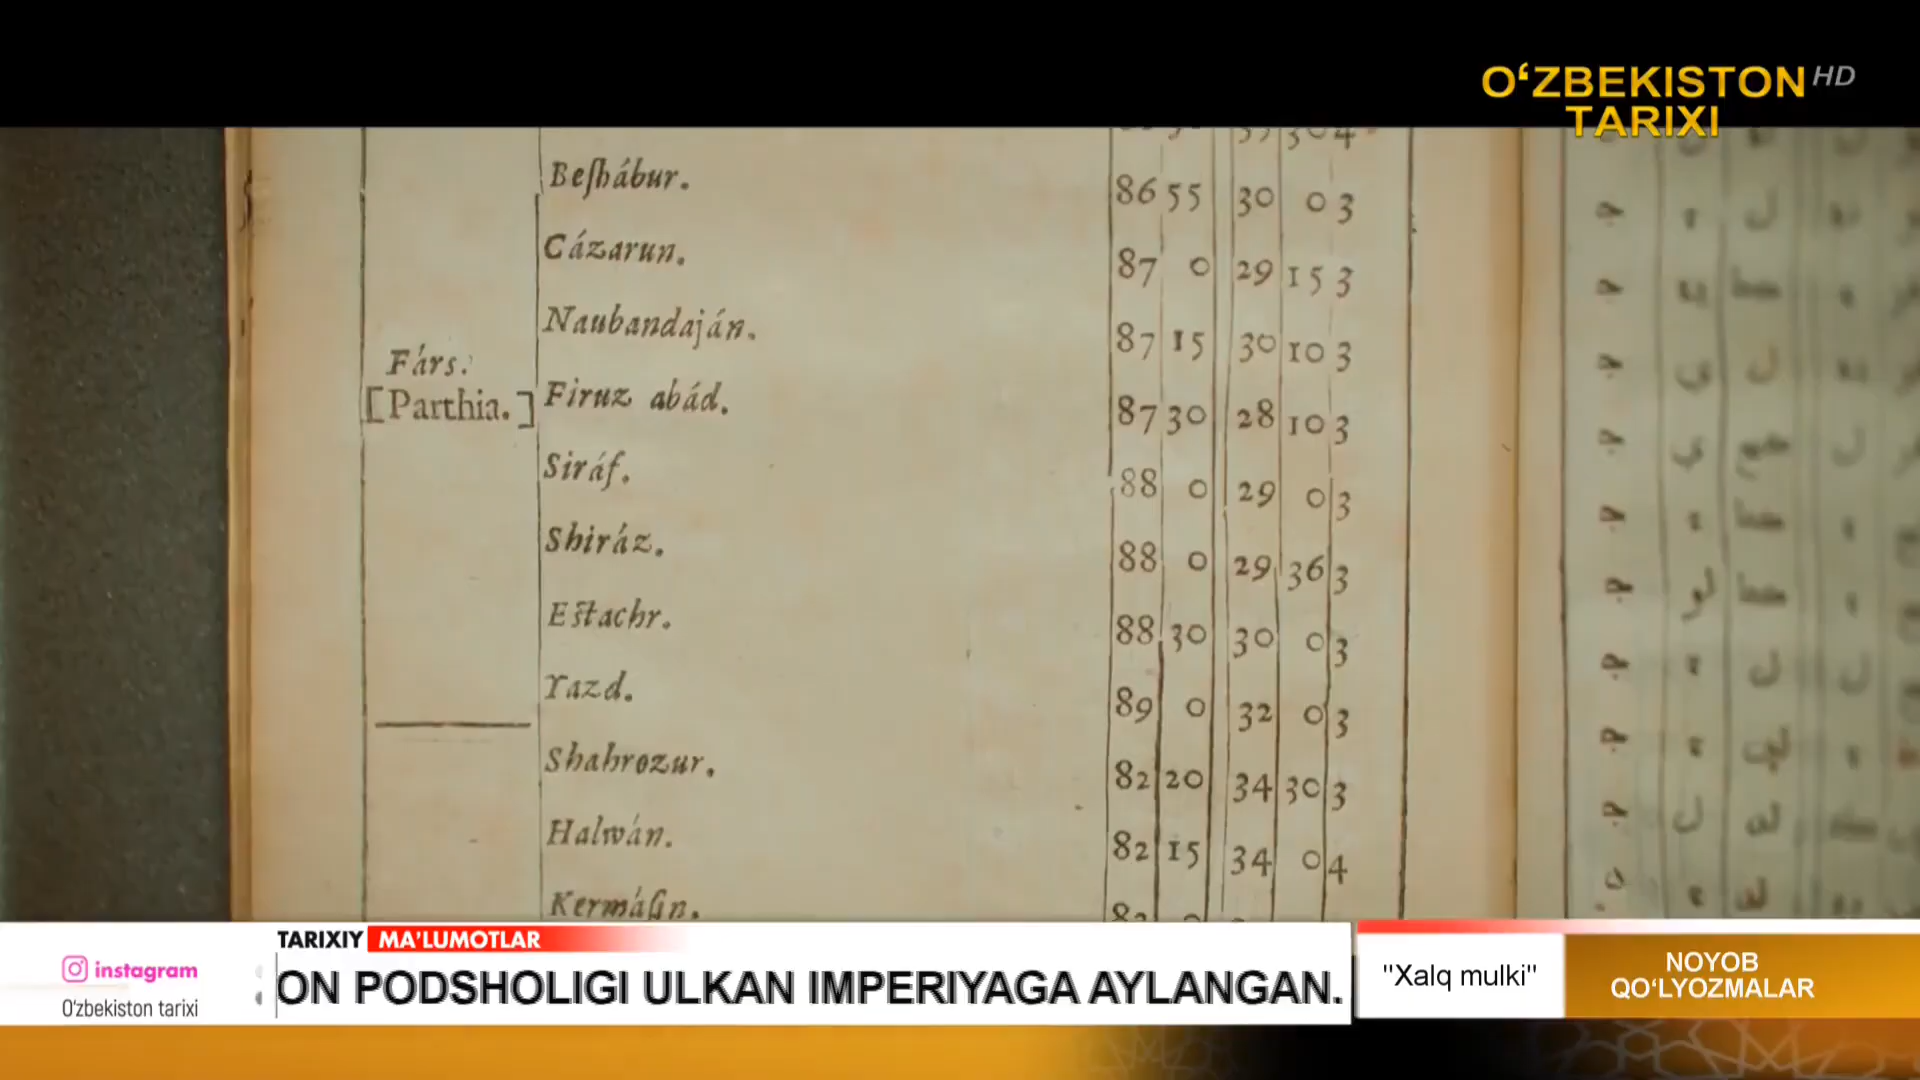 O‘ZBEKISTON HD
TARIXI
Beſhábur. 86 55 30 0 3
Cázarun. 87 0 29 15 3
Naubandaján. 87 15 30 10 3
Fárs.
[Parthia.]
Firuz abád. 87 30 28 10 3
Siráf. 88 0 29 0 3
Shiráz. 88 0 29 36 3
Eſtachr. 88 30 30 0 3
Yazd. 89 0 32 0 3
Shahrozur. 82 20 34 30 3
Halwán. 82 15 34 0 4
Kermáſin.
TARIXIY MA’LUMOTLAR
instagram
O‘zbekiston tarixi
ON PODSHOLIGI ULKAN IMPERIYAGA AYLANGAN.
"Xalq mulki"
NOYOB
QO‘LYOZMALAR